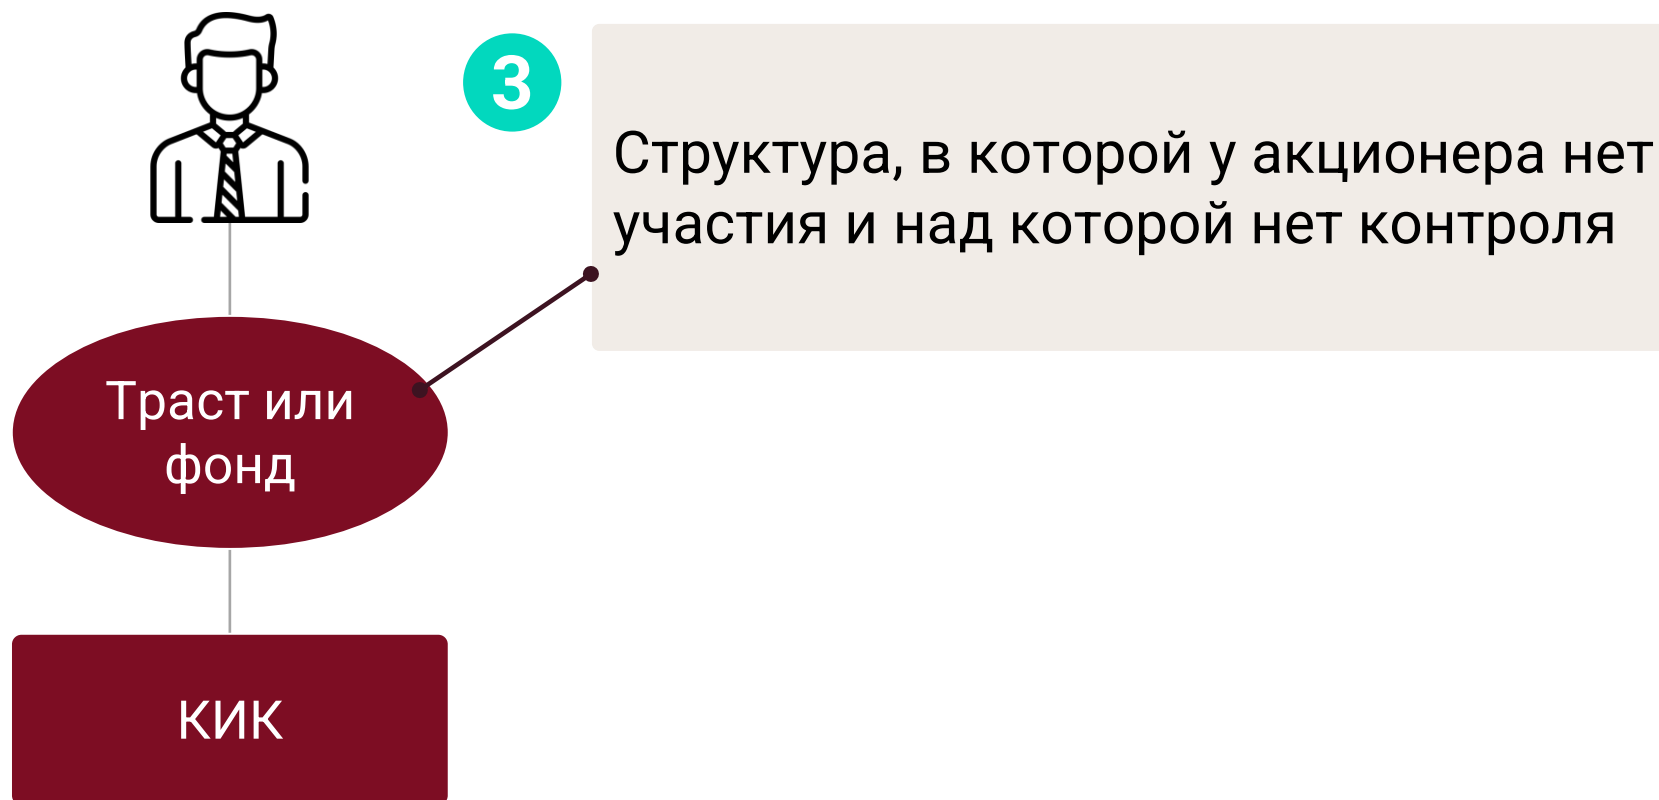 3
Структура, в которой у акционера нет
участия и над которой нет контроля
Траст или
фонд
КИК